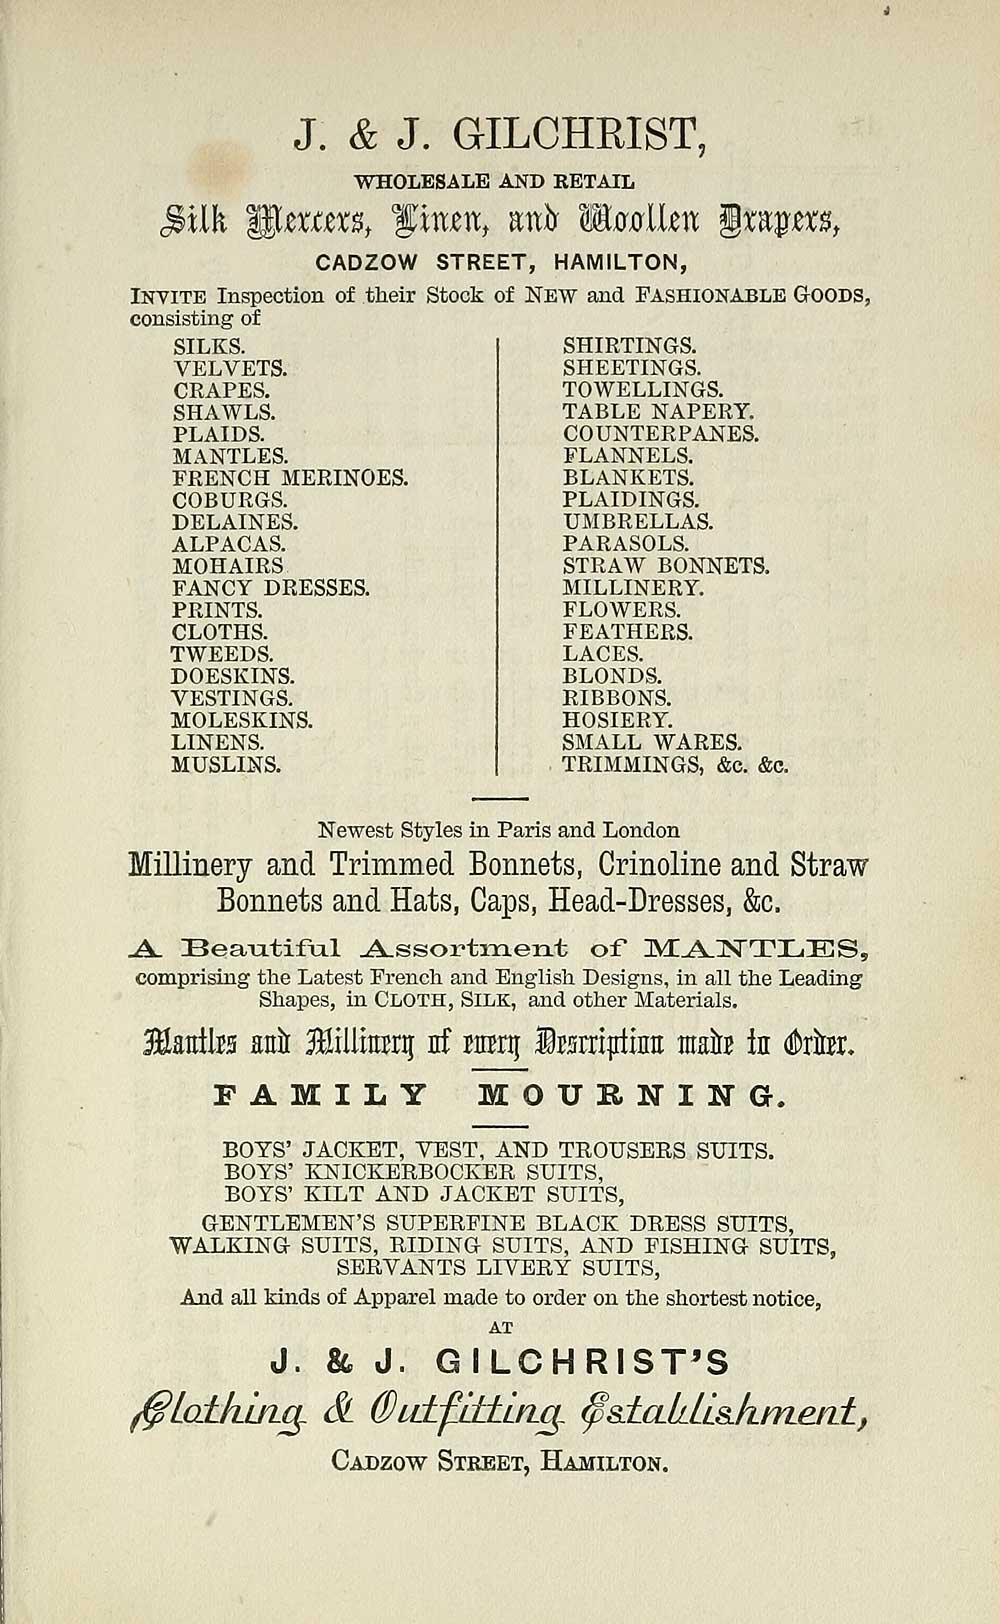 J. & J. GILCHRIST,
WHOLESALE AND RETAIL
Silk Mercers, Linen, and Woollen Drapers,
CADZOW STREET, HAMILTON,
INVITE Inspection of their Stock of NEW and FASHIONABLE GOODS,
consisting of
SILKS.
VELVETS.
CRAPES.
SHAWLS.
PLAIDS.
MANTLES.
FRENCH MERINOES.
COBURGS.
DELAINES.
ALPACAS.
MOHAIRS
FANCY DRESSES.
PRINTS.
CLOTHS.
TWEEDS.
DOESKINS.
VESTINGS.
MOLESKINS.
LINENS.
MUSLINS.
SHIRTINGS.
SHEETINGS.
TOWELLINGS.
TABLE NAPERY.
COUNTERPANES.
FLANNELS.
BLANKETS.
PLAIDINGS.
UMBRELLAS.
PARASOLS.
STRAW BONNETS.
MILLINERY.
FLOWERS.
FEATHERS.
LACES.
BLONDS.
RIBBONS.
HOSIERY.
SMALL WARES.
TRIMMINGS, &c. &c.
Newest Styles in Paris and London
Millinery and Trimmed Bonnets, Crinoline and Straw
Bonnets and Hats, Caps, Head-Dresses, &c.
A Beautiful Assortment of MANTLES,
comprising the Latest French and English Designs, in all the Leading
Shapes, in CLOTH, SILK, and other Materials.
Mantles and Millinery of every Description made to Order.
FAMILY MOURNING.
BOYS' JACKET, VEST, AND TROUSERS SUITS.
BOYS' KNICKERBOCKER SUITS,
BOYS' KILT AND JACKET SUITS,
GENTLEMEN'S SUPERFINE BLACK DRESS SUITS,
WALKING SUITS, RIDING SUITS, AND FISHING SUITS,
SERVANTS LIVERY SUITS,
And all kinds of Apparel made to order on the shortest notice,
AT
J. & J. GILCHRIST'S
Clothing & Outfitting Establishment,
CADZOW STREET, HAMILTON.